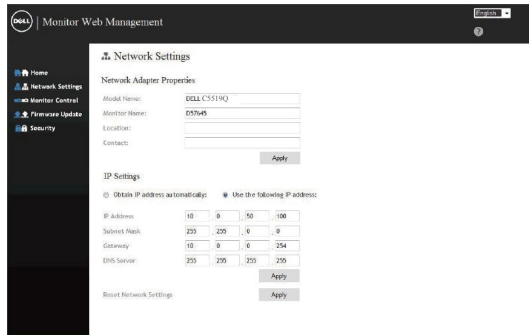 DELL | Monitor Web Management
English
?
Home
Network Settings
Monitor Control
Firmware Update
Security
Network Settings
Network Adapter Properties
Model Name: DELL C5519Q
Monitor Name: D57645
Location:
Contact:
Apply
IP Settings
Obtain IP address automatically: Use the following IP address:
IP Address 10 . 0 . 50 . 100
Subnet Mask 255 . 255 . 0 . 0
Gateway 10 . 0 . 0 . 254
DNS Server 255 . 255 . 255 . 255
Apply
Reset Network Settings Apply